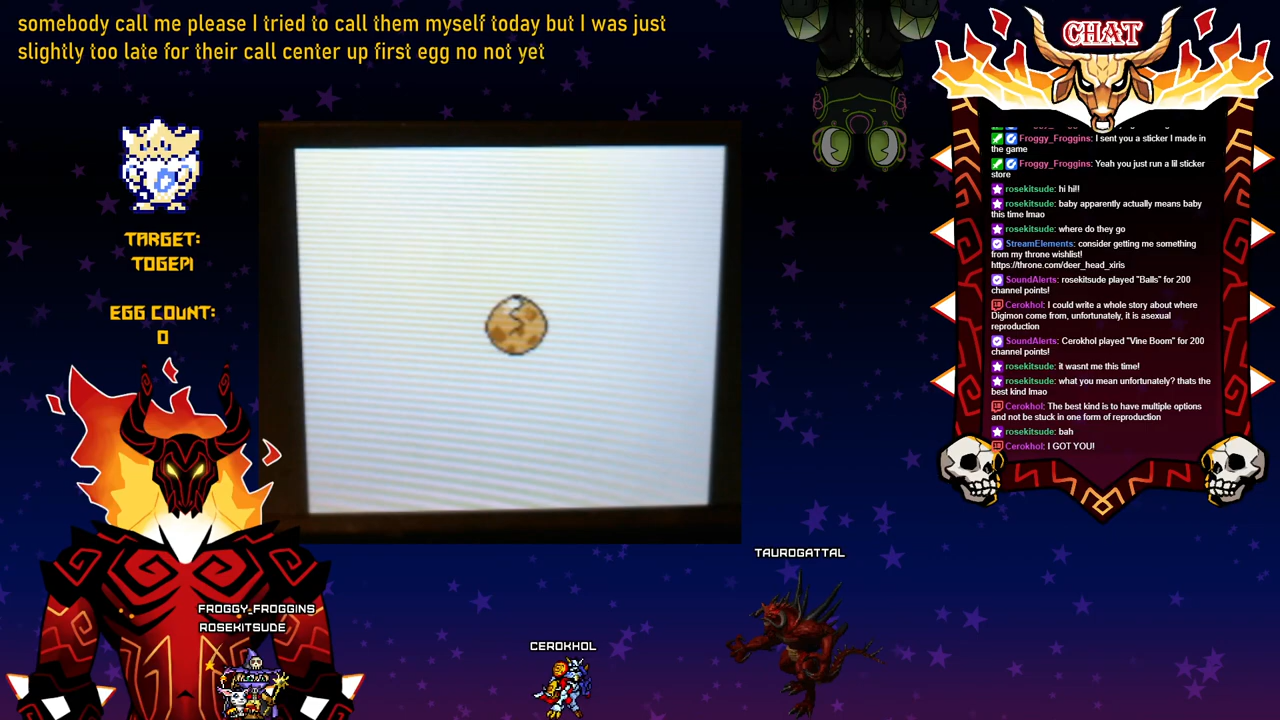 somebody call me please I tried to call them myself today but I was just
slightly too late for their call center up first egg no not yet
TARGET:
TOGEPI
EGG COUNT:
0
CHAT
Froggy_Froggins: I sent you a sticker I made in
the game
Froggy_Froggins: Yeah you just run a lil sticker
store
rosekitsude: hi hi!!
rosekitsude: baby apparently actually means baby
this time lmao
rosekitsude: where do they go
StreamElements: consider getting me something
from my throne wishlist!
https://throne.com/deer_head_xiris
SoundAlerts: rosekitsude played "Balls" for 200
channel points!
Cerokhol: I could write a whole story about where
Digimon come from, unfortunately, it is asexual
reproduction
SoundAlerts: Cerokhol played "Vine Boom" for 200
channel points!
rosekitsude: it wasnt me this time!
rosekitsude: what you mean unfortunately? thats the
best kind lmao
Cerokhol: The best kind is to have multiple options
and not be stuck in one form of reproduction
rosekitsude: bah
Cerokhol: I GOT YOU!
TAUROGATTAL
FROGGY_FROGGINS
ROSEKITSUDE
CEROKHOL